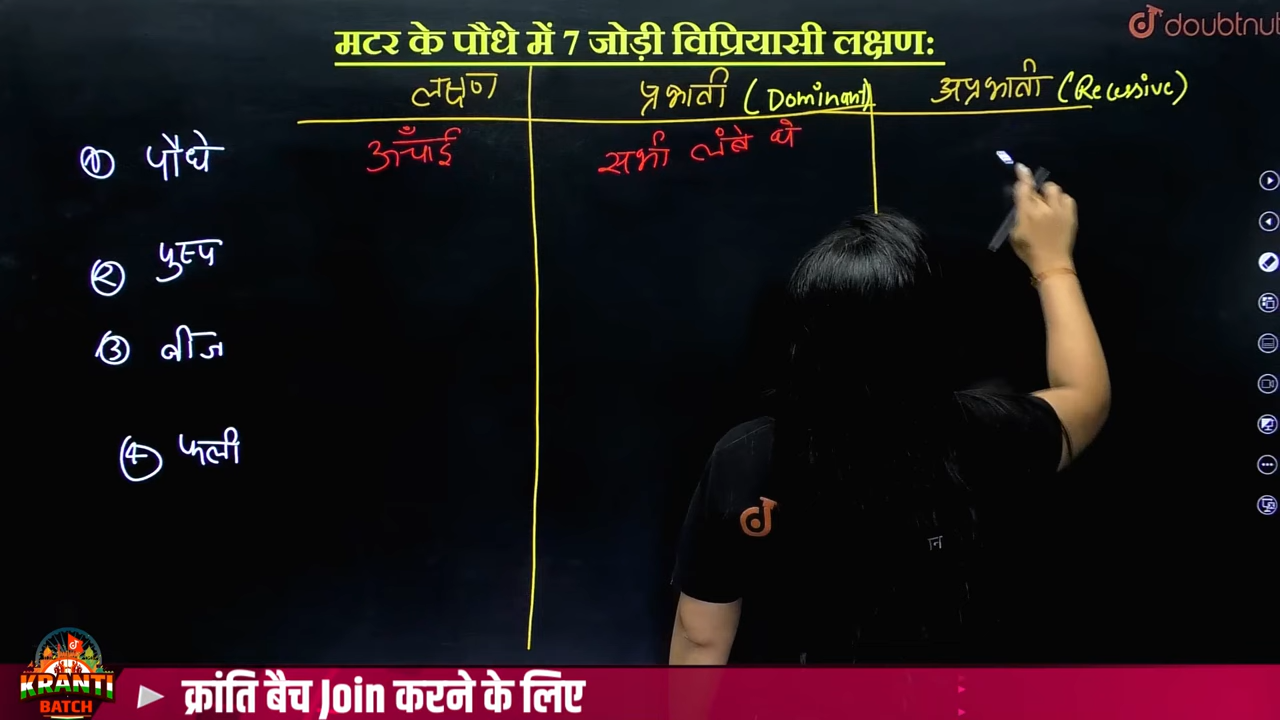 doubtnut
मटर के पौधे में 7 जोड़ी विप्रियासी लक्षण:
लक्षण प्रभाती (Dominant) अप्रभाती (Recessive)
① पौधे ऊँचाई सभी लंबे थे
② पुष्प
③ बीज
④ फली
KRANTI
BATCH
क्रांति बैच Join करने के लिए